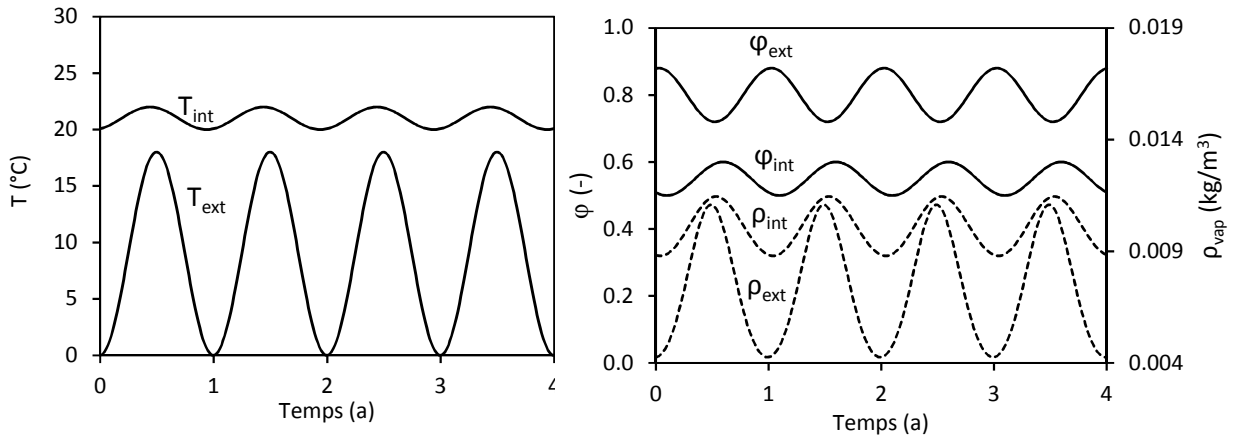 30
25
20
15
10
5
0
T (°C)
T_int
T_ext
0 1 2 3 4
Temps (a)
1.0
0.8
0.6
0.4
0.2
0.0
φ (-)
φ_ext
φ_int
ρ_int
ρ_ext
0.019
0.014
0.009
0.004
ρ_vap (kg/m³)
0 1 2 3 4
Temps (a)